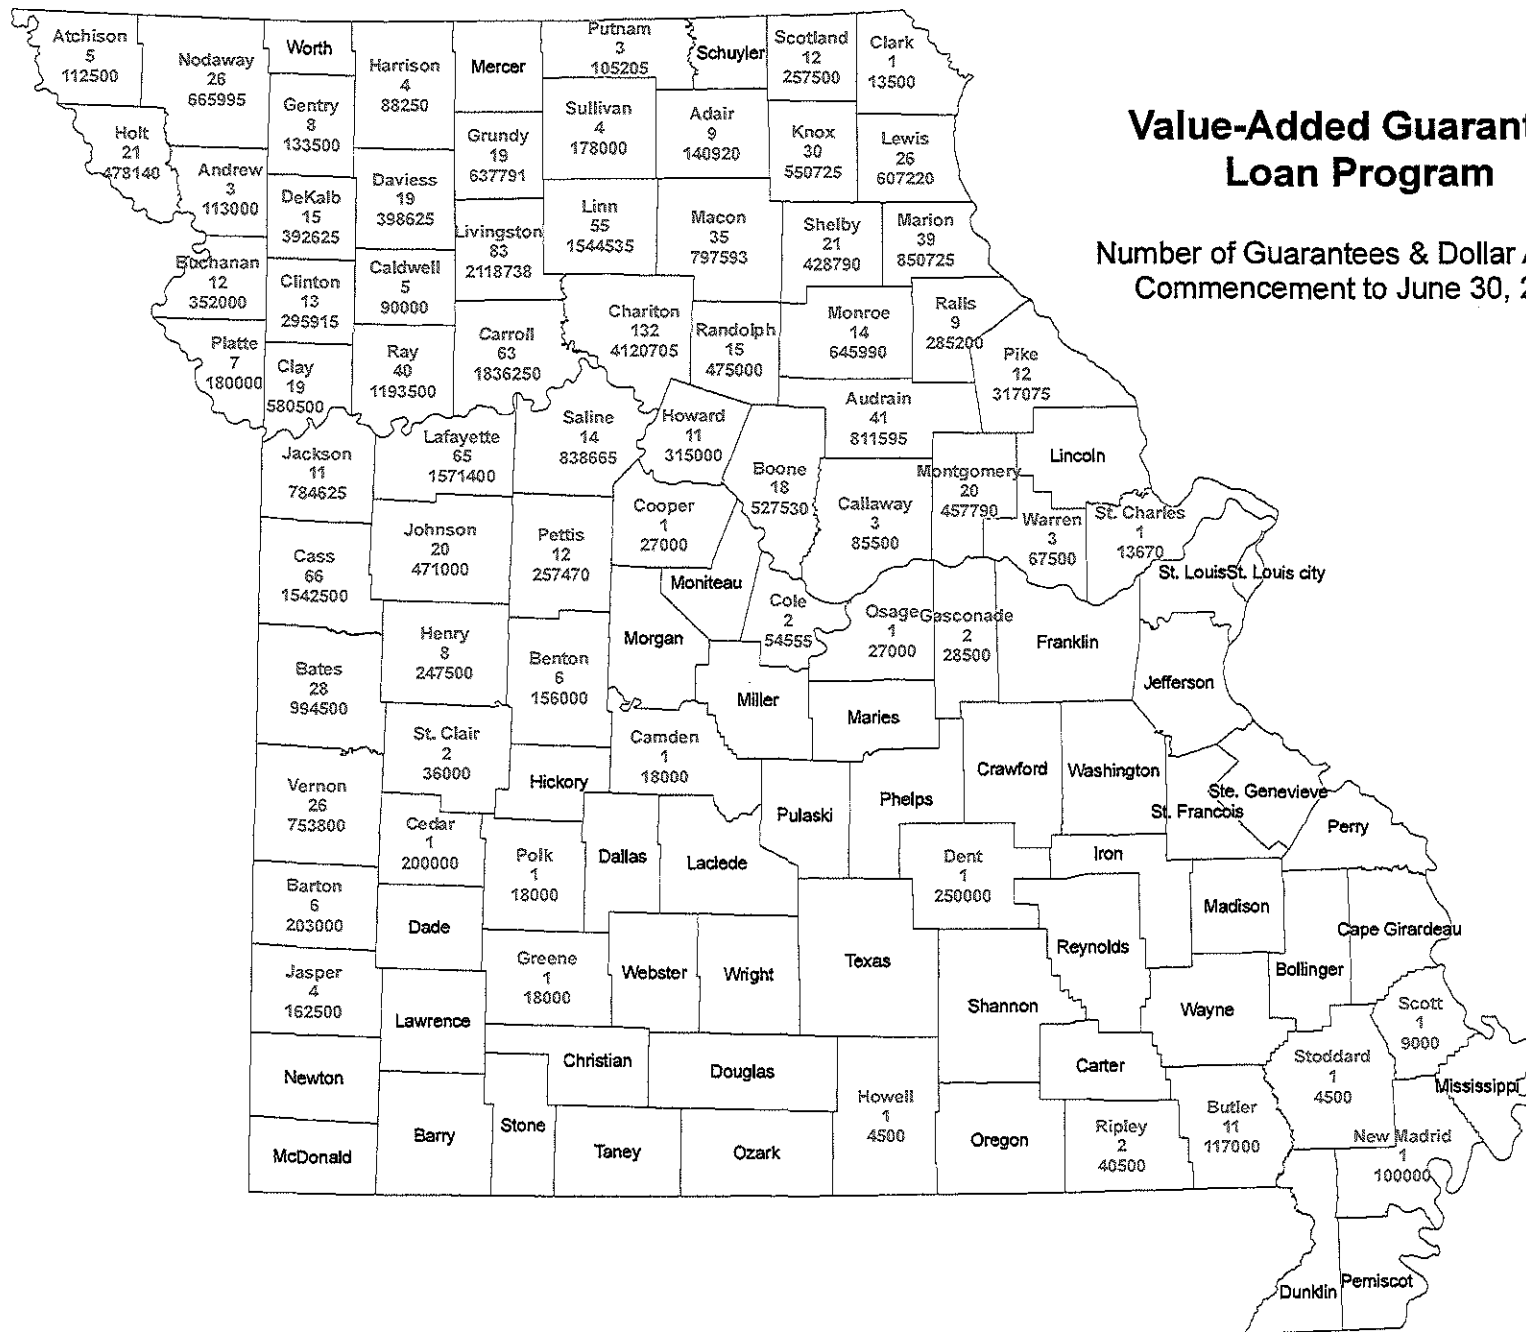 Value-Added Guarant
Loan Program
Number of Guarantees & Dollar A
Commencement to June 30, 2
Atchison
5
112500
Nodaway
26
665995
Worth
Harrison
4
88250
Mercer
Putnam
3
105205
Schuyler
Scotland
12
257500
Clark
1
13500
Holt
21
478140
Gentry
8
133500
Grundy
19
637791
Sullivan
4
178000
Adair
9
140920
Knox
30
550725
Lewis
26
607220
Andrew
3
113000
DeKalb
15
392625
Daviess
19
398625
Livingston
83
2118738
Linn
55
1544535
Macon
35
797593
Shelby
21
428790
Marion
39
850725
Buchanan
12
352000
Clinton
13
295915
Caldwell
5
90000
Chariton
132
4120705
Randolph
15
475000
Monroe
14
645990
Ralls
9
285200
Pike
12
317075
Platte
7
180000
Clay
19
580500
Ray
40
1193500
Carroll
63
1836250
Audrain
41
811595
Jackson
11
784625
Lafayette
65
1571400
Saline
14
838665
Howard
11
315000
Boone
18
527530
Callaway
3
85500
Montgomery
20
457790
Lincoln
Warren
3
67500
St. Charles
1
13670
St. Louis
St. Louis city
Cass
66
1542500
Johnson
20
471000
Pettis
12
257470
Cooper
1
27000
Moniteau
Cole
2
54555
Osage
1
27000
Gasconade
2
28500
Franklin
Jefferson
Bates
28
994500
Henry
8
247500
Benton
6
156000
Morgan
Miller
Maries
St. Clair
2
36000
Hickory
Camden
1
18000
Pulaski
Phelps
Crawford
Washington
St. Francois
Ste. Genevieve
Perry
Vernon
26
753800
Cedar
1
200000
Polk
1
18000
Dallas
Laclede
Dent
1
250000
Iron
Madison
Cape Girardeau
Bollinger
Barton
6
203000
Dade
Greene
1
18000
Webster
Wright
Texas
Reynolds
Shannon
Wayne
Scott
1
9000
Jasper
4
162500
Lawrence
Christian
Douglas
Howell
1
4500
Carter
Stoddard
1
4500
Mississippi
Newton
Barry
Stone
Taney
Ozark
Oregon
Ripley
2
40500
Butler
11
117000
New Madrid
1
100000
McDonald
Dunklin
Pemiscot